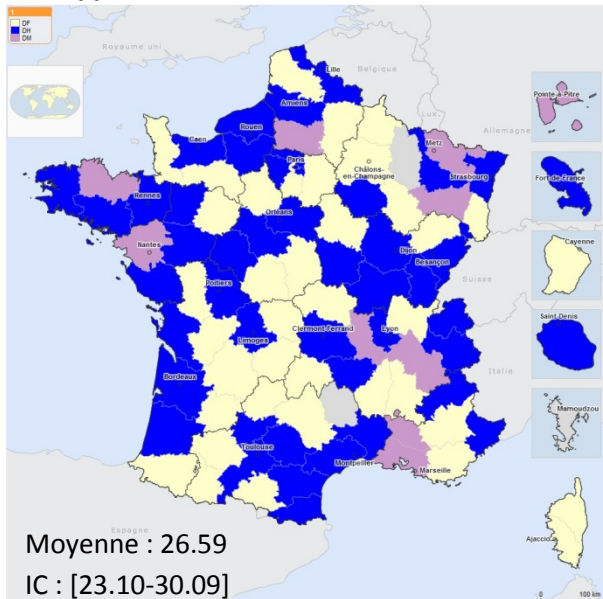 1
DF
DH
DM
Royaume uni
Lille
Belgique
Pointe-à-Pitre
Amiens
Lux.
Rouen
Metz
Allemagne
Caen
Paris
Châlons-
en-Champagne
Strasbourg
Fort-de-France
Rennes
Orléans
Cayenne
Nantes
Dijon
Besançon
Poitiers
Suisse
Saint-Denis
Clermont-Ferrand
Lyon
Limoges
Italie
Bordeaux
Mamoudzou
Toulouse
Montpellier
Marseille
Espagne
Ajaccio
Moyenne : 26.59
IC : [23.10-30.09]
0 100 km